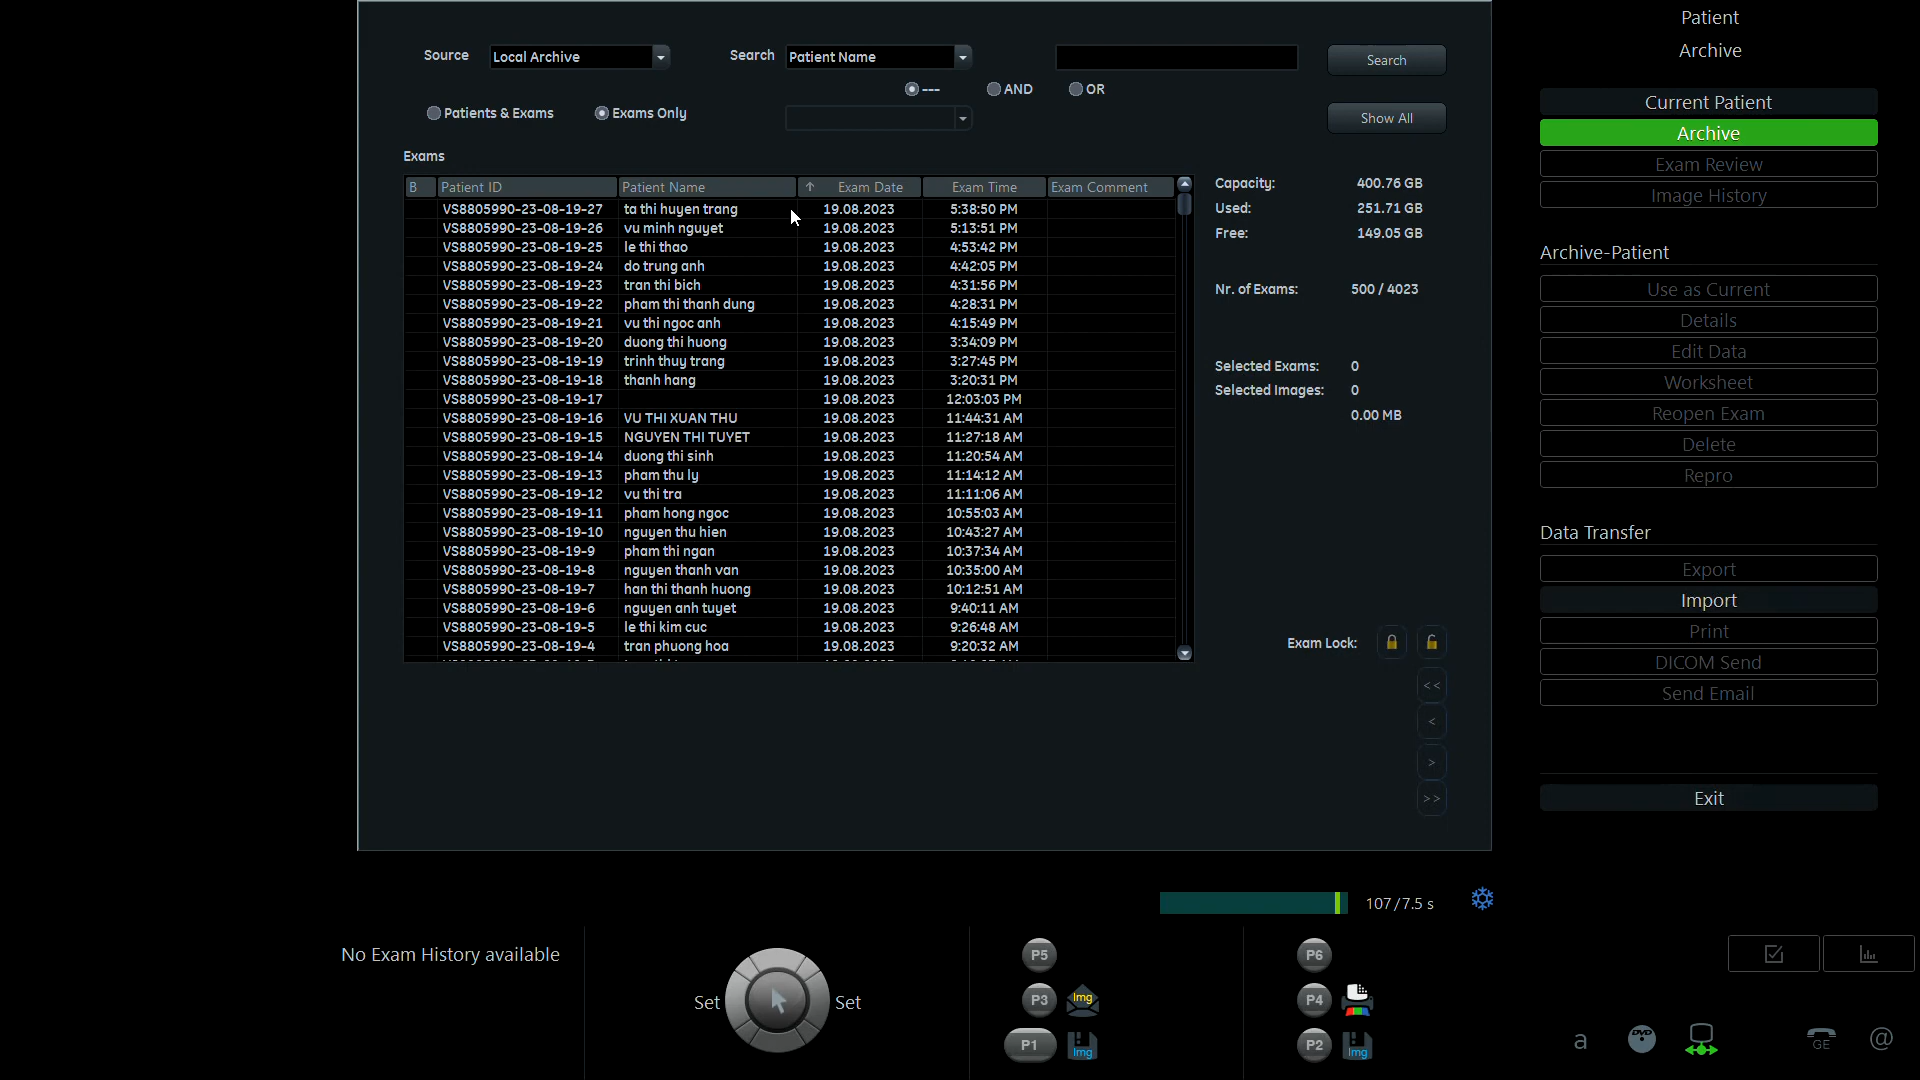 Patient
Archive
Source Local Archive Search Patient Name Search
--- AND OR
Patients & Exams Exams Only Show All
Exams
B Patient ID Patient Name Exam Date Exam Time Exam Comment
VS8805990-23-08-19-27 ta thi huyen trang 19.08.2023 5:38:50 PM
VS8805990-23-08-19-26 vu minh nguyet 19.08.2023 5:13:51 PM
VS8805990-23-08-19-25 le thi thao 19.08.2023 4:53:42 PM
VS8805990-23-08-19-24 do trung anh 19.08.2023 4:42:05 PM
VS8805990-23-08-19-23 tran thi bich 19.08.2023 4:31:56 PM
VS8805990-23-08-19-22 pham thi thanh dung 19.08.2023 4:28:31 PM
VS8805990-23-08-19-21 vu thi ngoc anh 19.08.2023 4:15:49 PM
VS8805990-23-08-19-20 duong thi huong 19.08.2023 3:34:09 PM
VS8805990-23-08-19-19 trinh thuy trang 19.08.2023 3:27:45 PM
VS8805990-23-08-19-18 thanh hang 19.08.2023 3:20:31 PM
VS8805990-23-08-19-17 19.08.2023 12:03:03 PM
VS8805990-23-08-19-16 VU THI XUAN THU 19.08.2023 11:44:31 AM
VS8805990-23-08-19-15 NGUYEN THI TUYET 19.08.2023 11:27:18 AM
VS8805990-23-08-19-14 duong thi sinh 19.08.2023 11:20:54 AM
VS8805990-23-08-19-13 pham thu ly 19.08.2023 11:14:12 AM
VS8805990-23-08-19-12 vu thi tra 19.08.2023 11:11:06 AM
VS8805990-23-08-19-11 pham hong ngoc 19.08.2023 10:55:03 AM
VS8805990-23-08-19-10 nguyen thu hien 19.08.2023 10:43:27 AM
VS8805990-23-08-19-9 pham thi ngan 19.08.2023 10:37:34 AM
VS8805990-23-08-19-8 nguyen thanh van 19.08.2023 10:35:00 AM
VS8805990-23-08-19-7 han thi thanh huong 19.08.2023 10:12:51 AM
VS8805990-23-08-19-6 nguyen anh tuyet 19.08.2023 9:40:11 AM
VS8805990-23-08-19-5 le thi kim cuc 19.08.2023 9:26:48 AM
VS8805990-23-08-19-4 tran phuong hoa 19.08.2023 9:20:32 AM
Capacity: 400.76 GB
Used: 251.71 GB
Free: 149.05 GB
Nr. of Exams: 500 / 4023
Selected Exams: 0
Selected Images: 0
0.00 MB
Exam Lock:
<<
<
>
>>
Current Patient
Archive
Exam Review
Image History
Archive-Patient
Use as Current
Details
Edit Data
Worksheet
Reopen Exam
Delete
Repro
Data Transfer
Export
Import
Print
DICOM Send
Send Email
Exit
107/7.5 s
No Exam History available
Set Set
P5
P3 Img
P1 Img
P6
P4
P2 Img
a DVD GE @